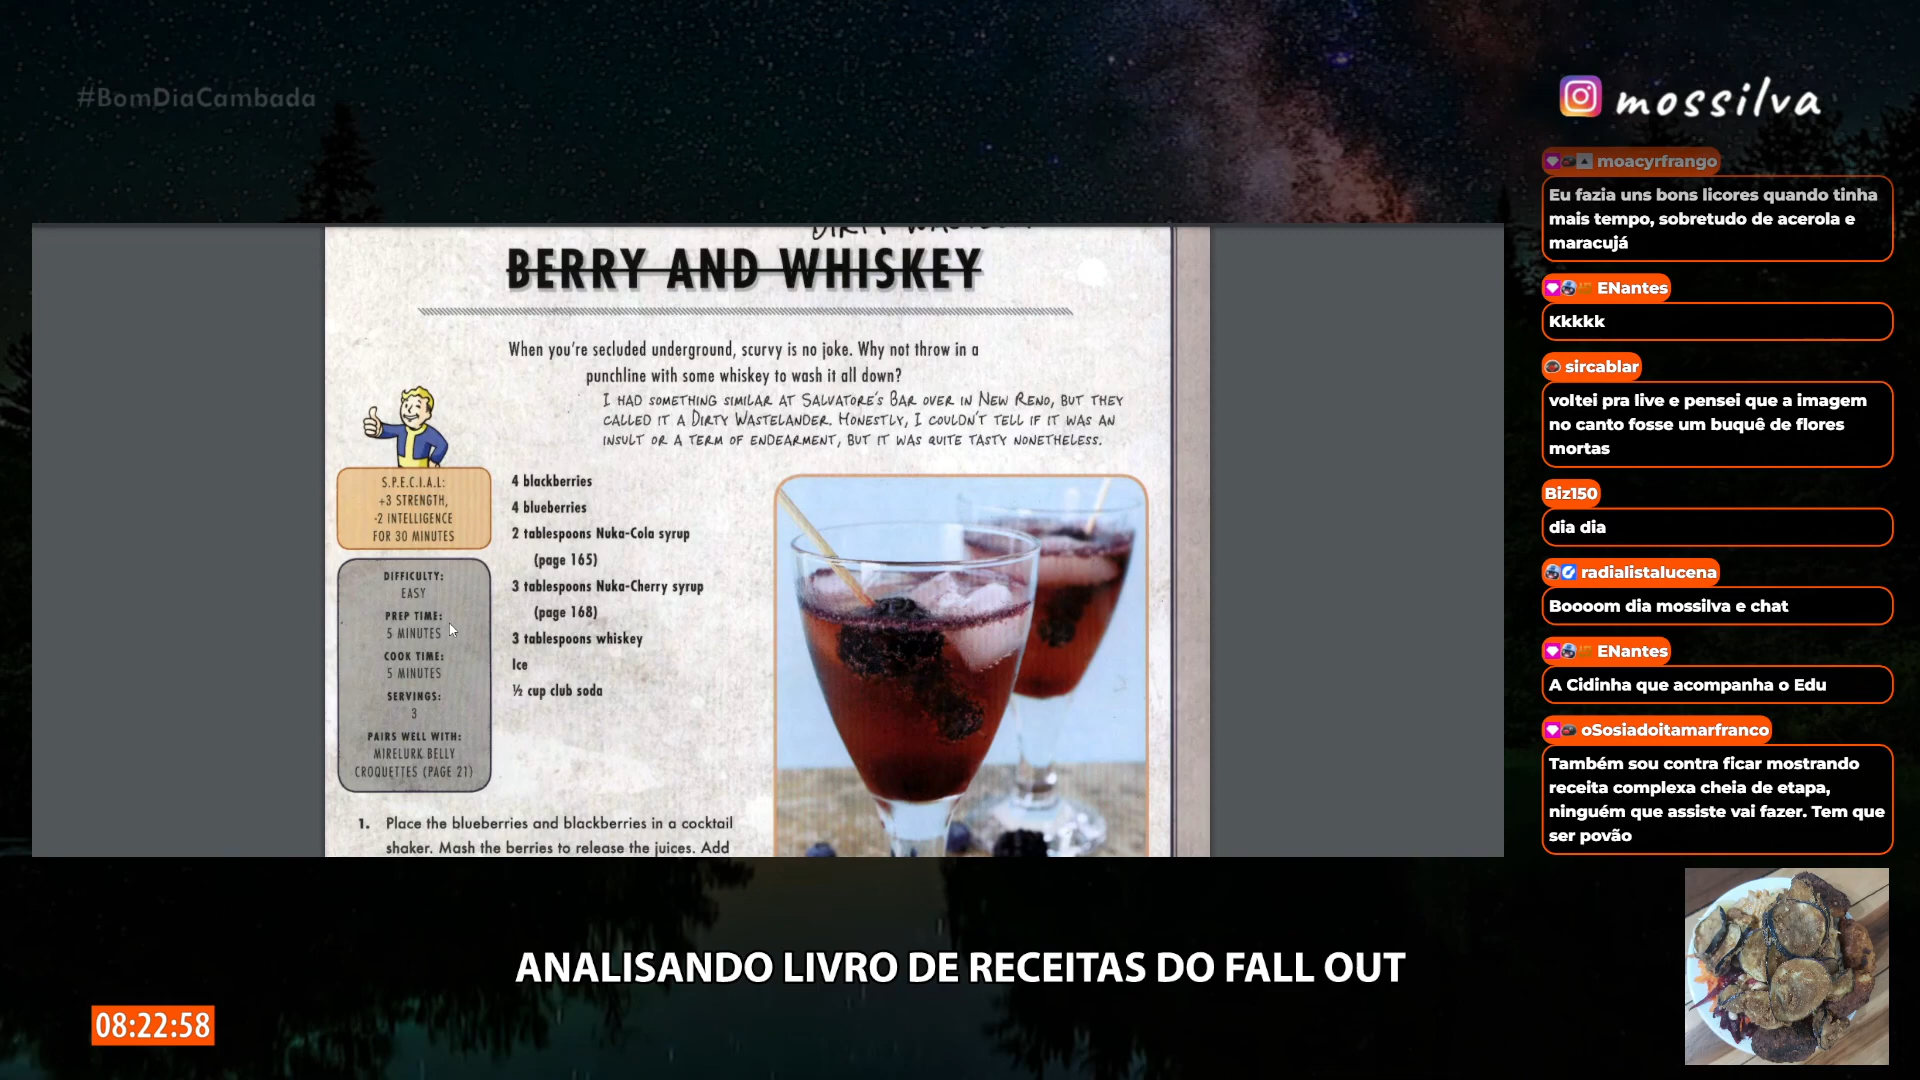 #BomDiaCambada
mossilva
BERRY AND WHISKEY
When you're secluded underground, scurvy is no joke. Why not throw in a
punchline with some whiskey to wash it all down?
I HAD SOMETHING SIMILAR AT SALVATORE'S BAR OVER IN NEW RENO, BUT THEY
CALLED IT A DIRTY WASTELANDER. HONESTLY, I COULDN'T TELL IF IT WAS AN
INSULT OR A TERM OF ENDEARMENT, BUT IT WAS QUITE TASTY NONETHELESS.
S.P.E.C.I.A.L:
+3 STRENGTH,
-2 INTELLIGENCE
FOR 30 MINUTES
DIFFICULTY:
EASY
PREP TIME:
5 MINUTES
COOK TIME:
5 MINUTES
SERVINGS:
3
PAIRS WELL WITH:
MIRELURK BELLY
CROQUETTES (PAGE 21)
4 blackberries
4 blueberries
2 tablespoons Nuka-Cola syrup
(page 165)
3 tablespoons Nuka-Cherry syrup
(page 168)
3 tablespoons whiskey
Ice
½ cup club soda
1. Place the blueberries and blackberries in a cocktail
shaker. Mash the berries to release the juices. Add
moacyrfrango
Eu fazia uns bons licores quando tinha
mais tempo, sobretudo de acerola e
maracujá
ENantes
Kkkkk
sircablar
voltei pra live e pensei que a imagem
no canto fosse um buquê de flores
mortas
Biz150
dia dia
radialistalucena
Boooom dia mossilva e chat
ENantes
A Cidinha que acompanha o Edu
oSosiadoitamarfranco
Também sou contra ficar mostrando
receita complexa cheia de etapa,
ninguém que assiste vai fazer. Tem que
ser povão
ANALISANDO LIVRO DE RECEITAS DO FALL OUT
08:22:58